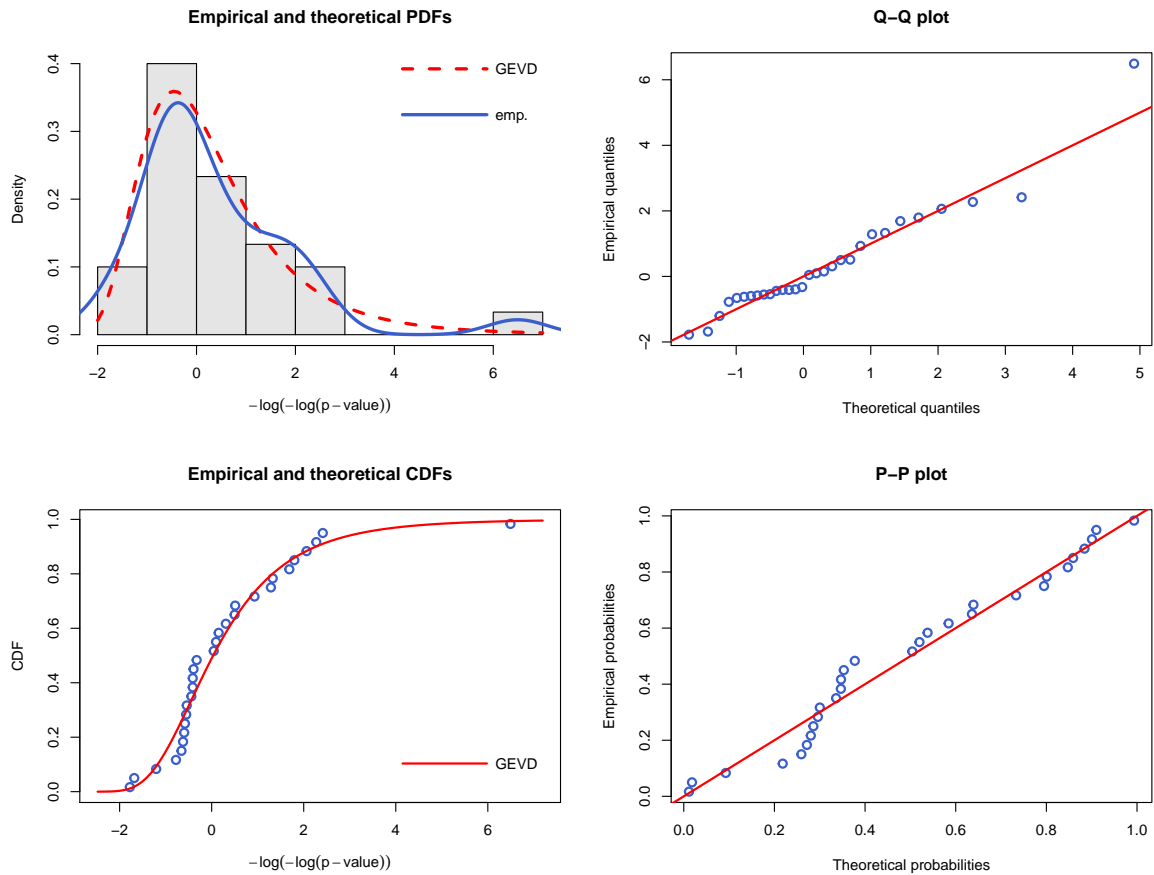 Empirical and theoretical PDFs
Density
0.0 0.1 0.2 0.3 0.4
GEVD
emp.
−2 0 2 4 6
−log(−log(p−value))
Q−Q plot
Empirical quantiles
−2 0 2 4 6
−1 0 1 2 3 4 5
Theoretical quantiles
Empirical and theoretical CDFs
CDF
0.0 0.2 0.4 0.6 0.8 1.0
GEVD
−2 0 2 4 6
−log(−log(p−value))
P−P plot
Empirical probabilities
0.0 0.2 0.4 0.6 0.8 1.0
0.0 0.2 0.4 0.6 0.8 1.0
Theoretical probabilities